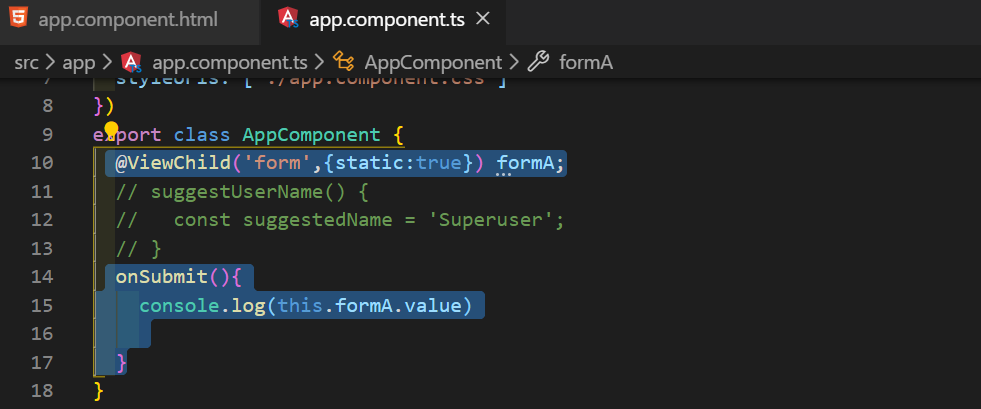 app.component.html
app.component.ts
src > app > app.component.ts > AppComponent > formA
7 styleUrls: [ './app.component.css' ]
8 })
9 export class AppComponent {
10 @ViewChild('form',{static:true}) formA;
11 // suggestUserName() {
12 //   const suggestedName = 'Superuser';
13 // }
14 onSubmit(){
15 console.log(this.formA.value)
16
17 }
18 }